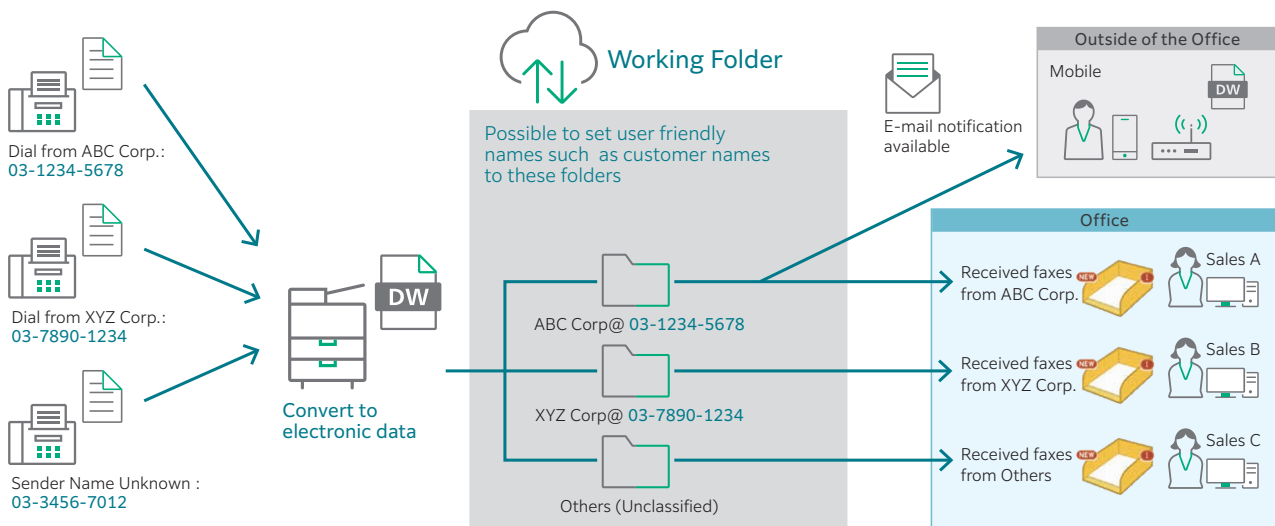 Dial from ABC Corp.:
03-1234-5678
Dial from XYZ Corp.:
03-7890-1234
Sender Name Unknown :
03-3456-7012
DW
Convert to
electronic data
Working Folder
Possible to set user friendly
names such as customer names
to these folders
ABC Corp@ 03-1234-5678
XYZ Corp@ 03-7890-1234
Others (Unclassified)
E-mail notification
available
Outside of the Office
Mobile
DW
Office
Received faxes
from ABC Corp.
NEW
1
Sales A
Received faxes
from XYZ Corp.
NEW
1
Sales B
Received faxes
from Others
NEW
1
Sales C